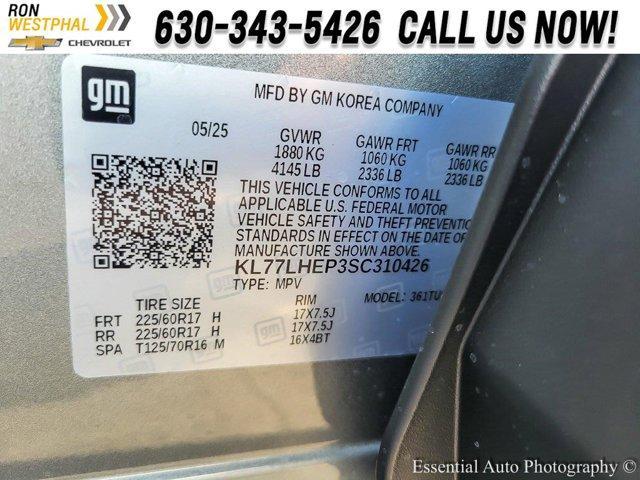 RON
WESTPHAL
CHEVROLET
630-343-5426 CALL US NOW!
gm
MFD BY GM KOREA COMPANY
05/25 GVWR GAWR FRT GAWR RR
1880 KG 1060 KG 1060 KG
4145 LB 2336 LB 2336 LB
THIS VEHICLE CONFORMS TO ALL
APPLICABLE U.S. FEDERAL MOTOR
VEHICLE SAFETY AND THEFT PREVENTIO
STANDARDS IN EFFECT ON THE DATE OF
MANUFACTURE SHOWN ABOVE.
KL77LHEP3SC310426
TYPE: MPV MODEL: 361TU
TIRE SIZE RIM
FRT 225/60R17 H 17X7.5J
RR 225/60R17 H 17X7.5J
SPA T125/70R16 M 16X4BT
gm
Essential Auto Photography (C)